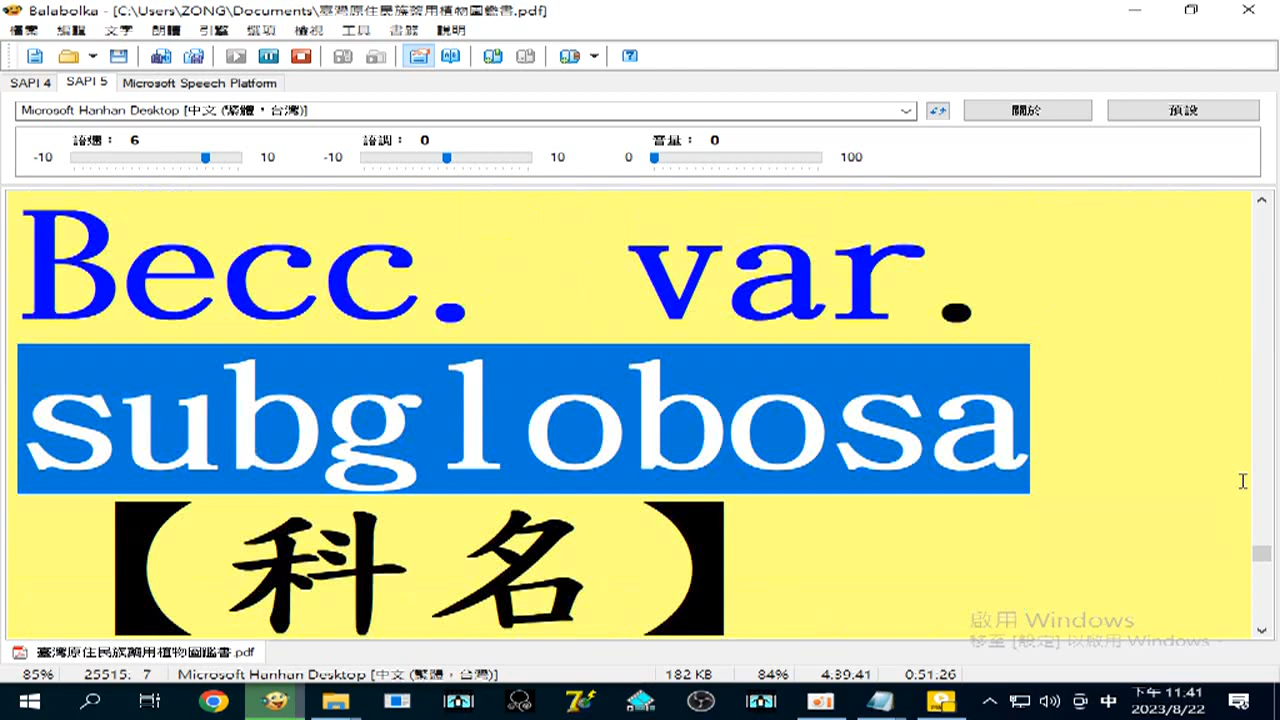 Balabolka - [C:\Users\ZONG\Documents\臺灣原住民族藥用植物圖鑑書.pdf]
檔案 編輯 文字 朗讀 引擎 選項 檢視 工具 書籤 說明
SAPI 4 SAPI 5 Microsoft Speech Platform
Microsoft Hanhan Desktop [中文 (繁體，台灣)] 關於 預設
語速： 6 語調： 0 音量： 0
-10 10 -10 10 0 100
Becc. var.
subglobosa
【科名】
啟用 Windows
移至 [設定] 以啟用 Windows。
臺灣原住民族藥用植物圖鑑書.pdf
85% 25515: 7 Microsoft Hanhan Desktop [中文 (繁體，台灣)] 182 KB 84% 4:39:41 0:51:26
中 下午 11:41
2023/8/22